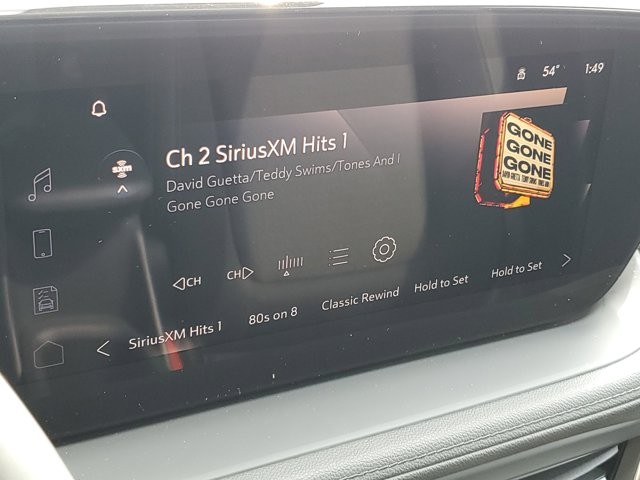 54°
1:49
sxm
Ch 2 SiriusXM Hits 1
David Guetta/Teddy Swims/Tones And I
Gone Gone Gone
GONE
GONE
GONE
CH
CH
SiriusXM Hits 1
80s on 8
Classic Rewind
Hold to Set
Hold to Set